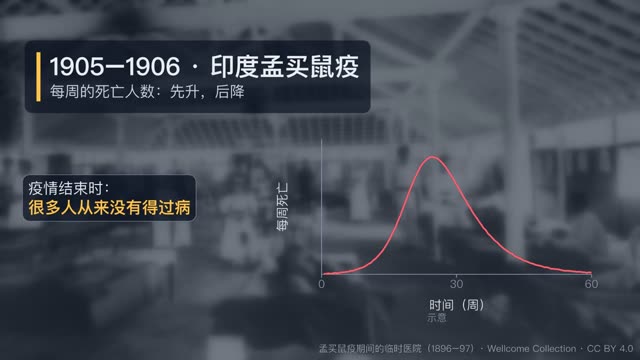 1905—1906 · 印度孟买鼠疫
每周的死亡人数：先升，后降
疫情结束时：
很多人从来没有得过病
每周死亡
0
30
60
时间（周）
示意
孟买鼠疫期间的临时医院（1896–97）· Wellcome Collection · CC BY 4.0